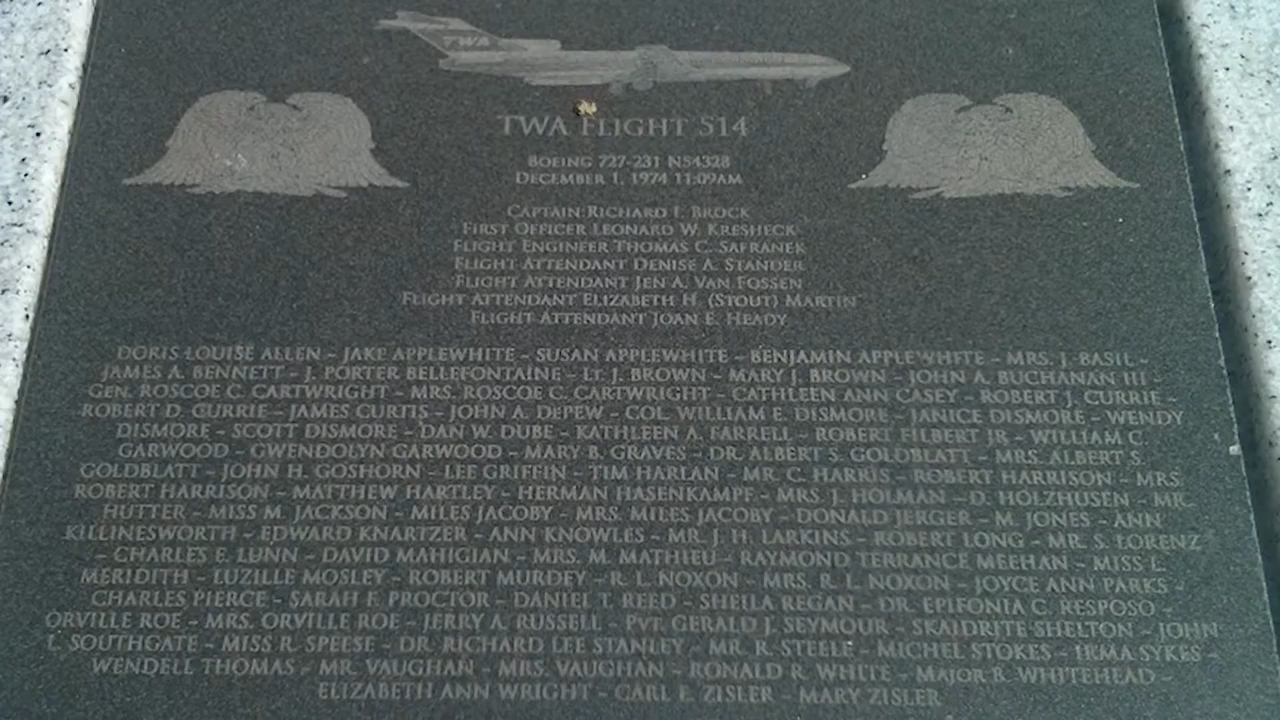 TWA
TWA FLIGHT 514
BOEING 727-231 N54328
DECEMBER 1, 1974 11:09AM
CAPTAIN RICHARD I. BROCK
FIRST OFFICER LEONARD W. KRESHECK
FLIGHT ENGINEER THOMAS C. SAFRANEK
FLIGHT ATTENDANT DENISE A. STANDER
FLIGHT ATTENDANT JEN A. VAN FOSSEN
FLIGHT ATTENDANT ELIZABETH H. (STOUT) MARTIN
FLIGHT ATTENDANT JOAN E. HEADY
DORIS LOUISE ALLEN - JAKE APPLEWHITE - SUSAN APPLEWHITE - BENJAMIN APPLEWHITE - MRS. J. BASIL -
JAMES A. BENNETT - J. PORTER BELLEFONTAINE - LT. J. BROWN - MARY J. BROWN - JOHN A. BUCHANAN III -
GEN. ROSCOE C. CARTWRIGHT - MRS. ROSCOE C. CARTWRIGHT - CATHLEEN ANN CASEY - ROBERT J. CURRIE -
ROBERT D. CURRIE - JAMES CURTIS - JOHN A. DEPEW - COL. WILLIAM E. DISMORE - JANICE DISMORE - WENDY
DISMORE - SCOTT DISMORE - DAN W. DUBE - KATHLEEN A. FARRELL - ROBERT FILBERT JR - WILLIAM C.
GARWOOD - GWENDOLYN GARWOOD - MARY B. GRAVES - DR. ALBERT S. GOLDBLATT - MRS. ALBERT S.
GOLDBLATT - JOHN H. GOSHORN - LEE GRIFFIN - TIM HARLAN - MR. C. HARRIS - ROBERT HARRISON - MRS.
ROBERT HARRISON - MATTHEW HARTLEY - HERMAN HASENKAMPF - MRS. J. HOLMAN - D. HOLZHUSEN - MR.
HUTTER - MISS M. JACKSON - MILES JACOBY - MRS. MILES JACOBY - DONALD JERGER - M. JONES - ANN
KILLINESWORTH - EDWARD KNARTZER - ANN KNOWLES - MR. J. H. LARKINS - ROBERT LONG - MR. S. LORENZ
- CHARLES E. LUNN - DAVID MAHIGIAN - MRS. M. MATHIEU - RAYMOND TERRANCE MEEHAN - MISS L.
MERIDITH - LUZILLE MOSLEY - ROBERT MURDEY - R. L. NOXON - MRS. R. L. NOXON - JOYCE ANN PARKS -
CHARLES PIERCE - SARAH F. PROCTOR - DANIEL T. REED - SHEILA REGAN - DR. EPIFONIA C. RESPOSO -
ORVILLE ROE - MRS. ORVILLE ROE - JERRY A. RUSSELL - PVT. GERALD J. SEYMOUR - SKAIDRITE SHELTON - JOHN
L. SOUTHGATE - MISS R. SPEESE - DR. RICHARD LEE STANLEY - MR. R. STEELE - MICHEL STOKES - IRMA SYKES -
WENDELL THOMAS - MR. VAUGHAN - MRS. VAUGHAN - RONALD R. WHITE - MAJOR B. WHITEHEAD -
ELIZABETH ANN WRIGHT - CARL E. ZISLER - MARY ZISLER